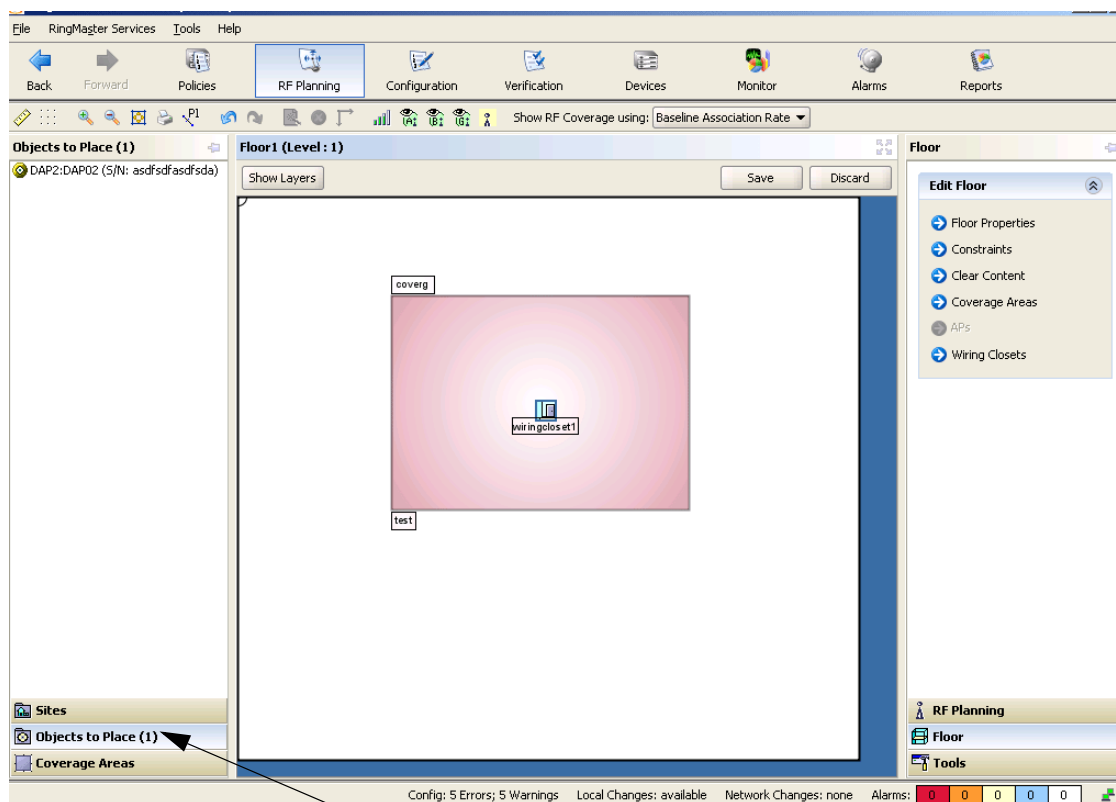 File RingMaster Services Tools Help
Back Forward Policies RF Planning Configuration Verification Devices Monitor Alarms Reports
P1 A: B: G: Show RF Coverage using: Baseline Association Rate
Objects to Place (1)
DAP2:DAP02 (S/N: asdfsdfasdfsda)
Sites
Objects to Place (1)
Coverage Areas
Floor1 (Level : 1)
Show Layers Save Discard
coverg
wiringcloset1
test
Floor
Edit Floor
Floor Properties
Constraints
Clear Content
Coverage Areas
APs
Wiring Closets
RF Planning
Floor
Tools
Config: 5 Errors; 5 Warnings Local Changes: available Network Changes: none Alarms: 0 0 0 0 0